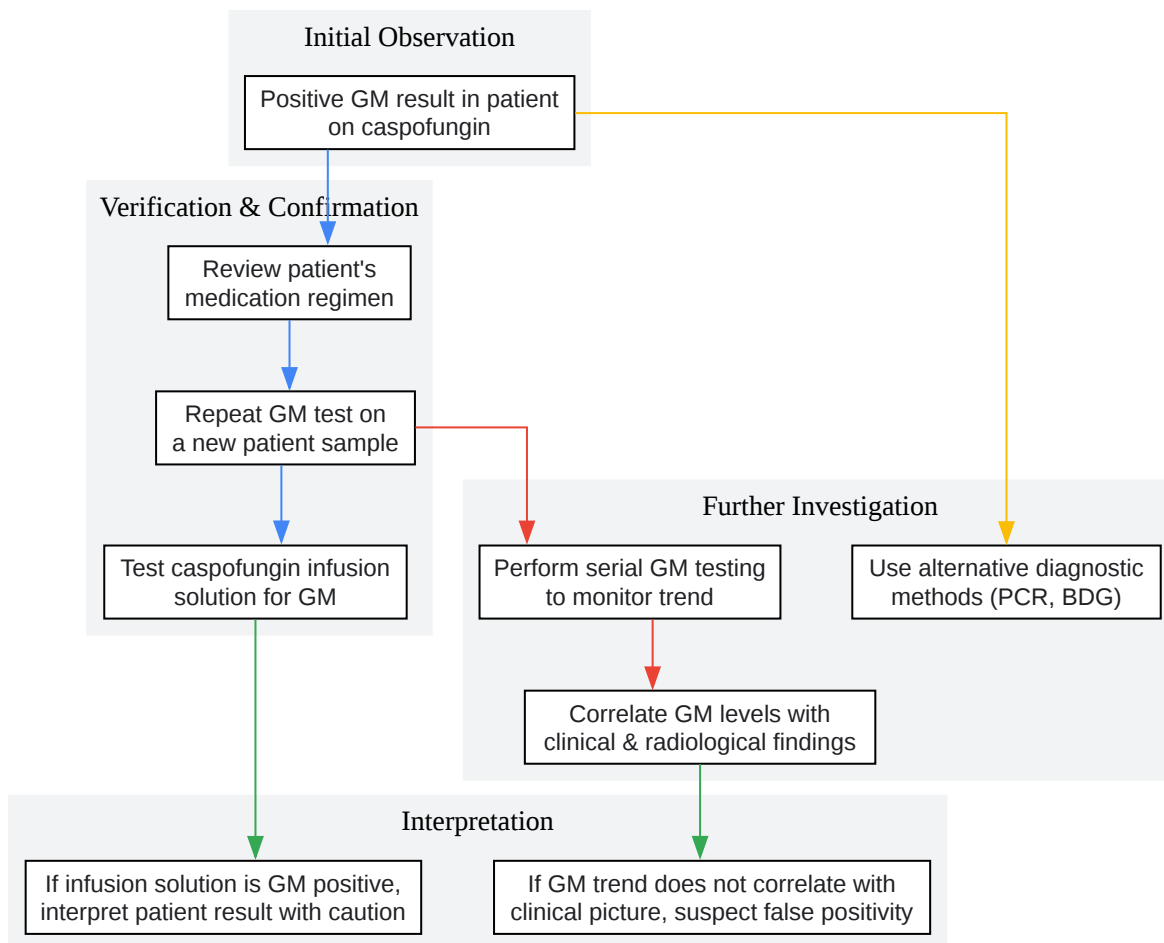 Initial Observation
Positive GM result in patient
on caspofungin
Verification & Confirmation
Review patient's
medication regimen
Repeat GM test on
a new patient sample
Test caspofungin infusion
solution for GM
Further Investigation
Perform serial GM testing
to monitor trend
Use alternative diagnostic
methods (PCR, BDG)
Correlate GM levels with
clinical & radiological findings
Interpretation
If infusion solution is GM positive,
interpret patient result with caution
If GM trend does not correlate with
clinical picture, suspect false positivity